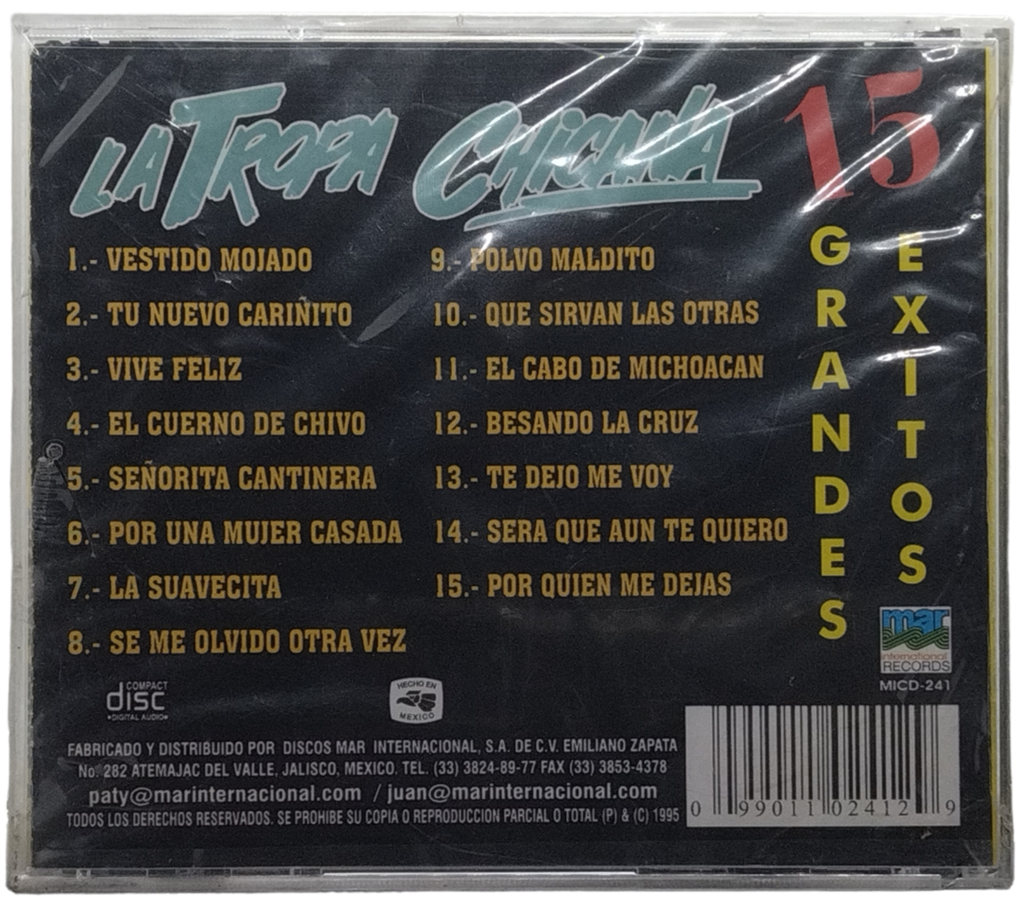 LA TROPA CHICANA
15
GRANDES
EXITOS
1.- VESTIDO MOJADO
2.- TU NUEVO CARIÑITO
3.- VIVE FELIZ
4.- EL CUERNO DE CHIVO
5.- SEÑORITA CANTINERA
6.- POR UNA MUJER CASADA
7.- LA SUAVECITA
8.- SE ME OLVIDO OTRA VEZ
9.- POLVO MALDITO
10.- QUE SIRVAN LAS OTRAS
11.- EL CABO DE MICHOACAN
12.- BESANDO LA CRUZ
13.- TE DEJO ME VOY
14.- SERA QUE AUN TE QUIERO
15.- POR QUIEN ME DEJAS
mar
international
RECORDS
MICD-241
COMPACT
disc
DIGITAL AUDIO
HECHO EN
MEXICO
FABRICADO Y DISTRIBUIDO POR DISCOS MAR INTERNACIONAL, S.A. DE C.V. EMILIANO ZAPATA
No. 282 ATEMAJAC DEL VALLE, JALISCO, MEXICO. TEL. (33) 3824-89-77 FAX (33) 3853-4378
paty@marinternacional.com / juan@marinternacional.com
TODOS LOS DERECHOS RESERVADOS. SE PROHIBE SU COPIA O REPRODUCCION PARCIAL O TOTAL (P) & (C) 1995
0 99011 02412 9